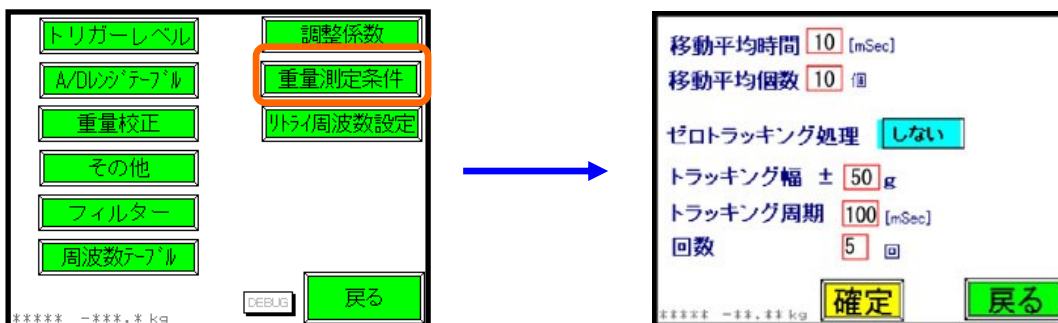 トリガーレベル
調整係数
A/Dレンジテーブル
重量測定条件
重量校正
リトライ周波数設定
その他
フィルター
周波数テーブル
DEBUG
戻る
***** -***.* kg
移動平均時間 10 [mSec]
移動平均個数 10 個
ゼロトラッキング処理 しない
トラッキング幅 ± 50 g
トラッキング周期 100 [mSec]
回数 5 回
確定
戻る
***** -**.** kg